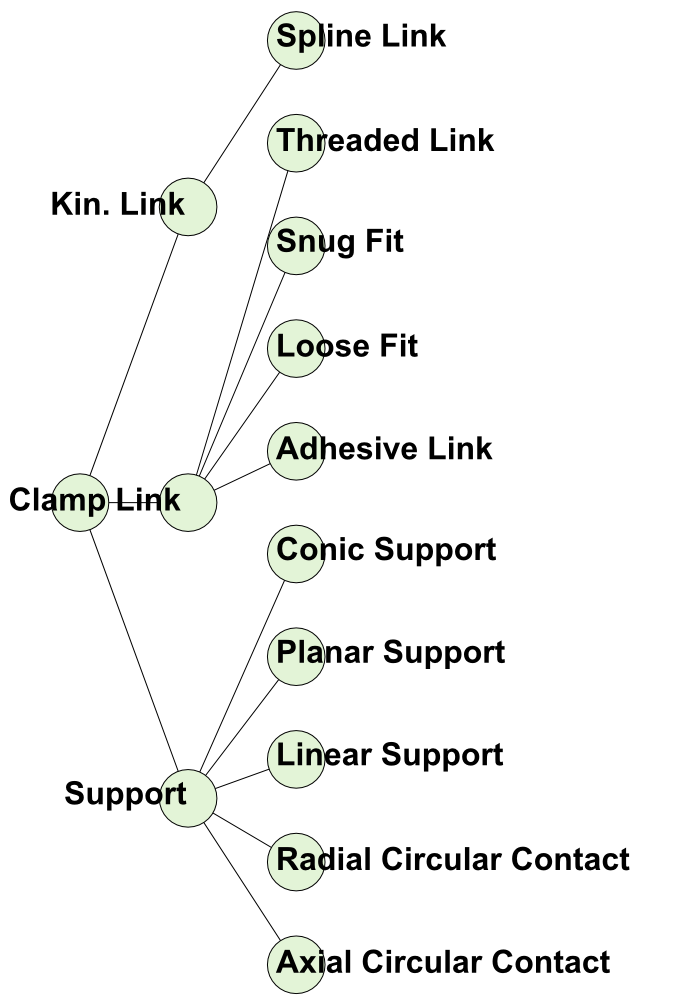 Spline Link
Threaded Link
Kin. Link
Snug Fit
Loose Fit
Adhesive Link
Clamp Link
Conic Support
Planar Support
Linear Support
Support
Radial Circular Contact
Axial Circular Contact